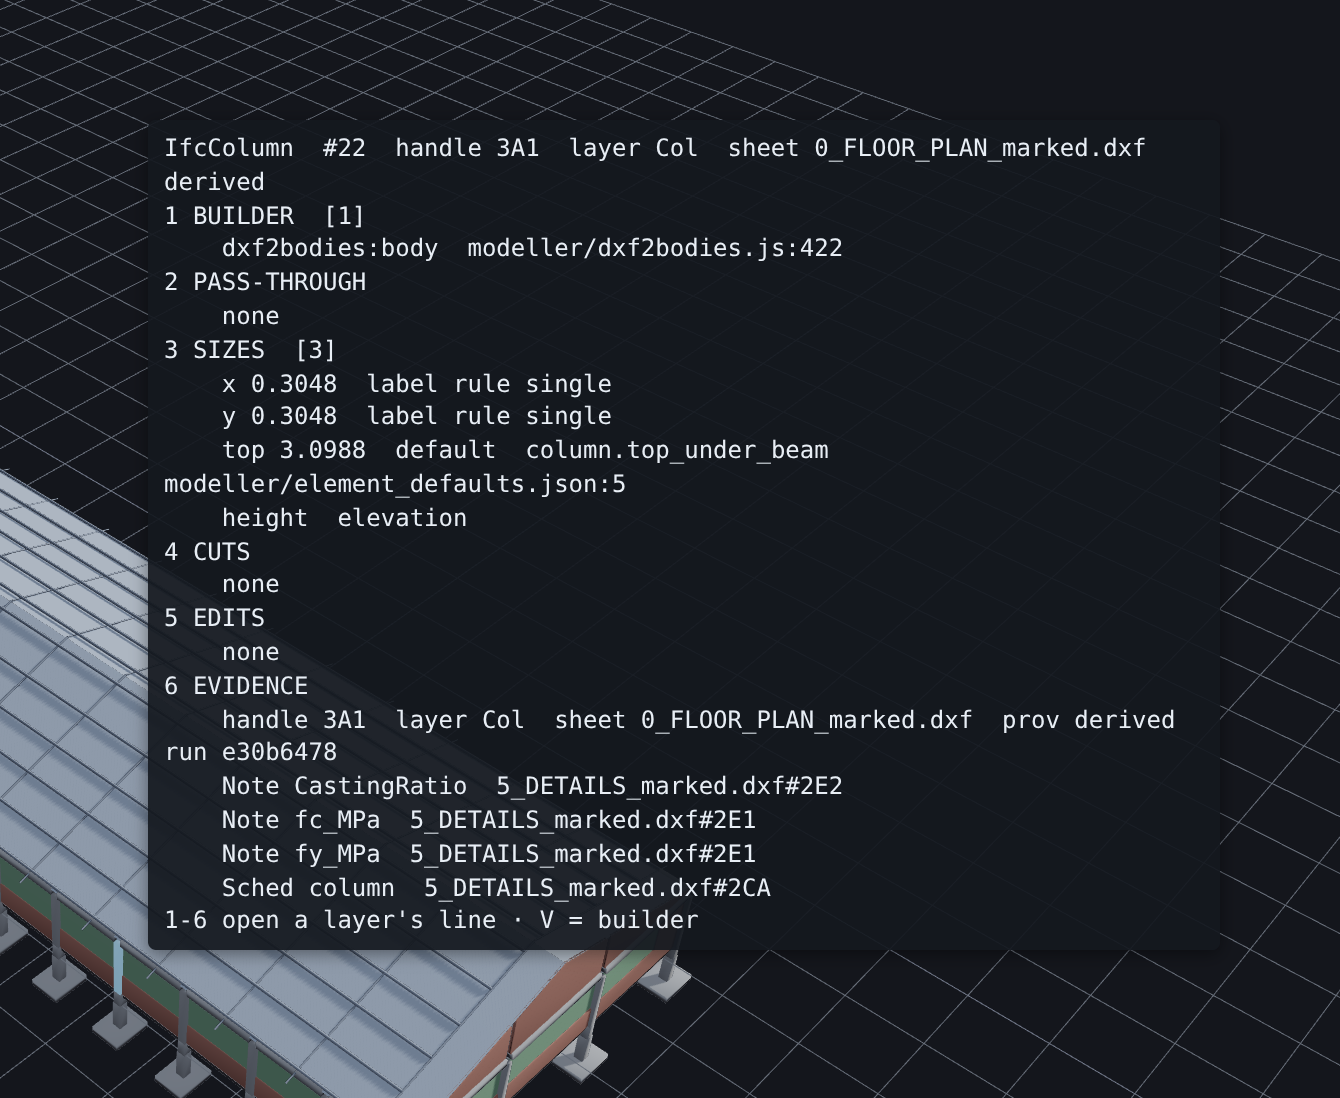 IfcColumn  #22  handle 3A1  layer Col  sheet 0_FLOOR_PLAN_marked.dxf
derived
1 BUILDER  [1]
    dxf2bodies:body  modeller/dxf2bodies.js:422
2 PASS-THROUGH
    none
3 SIZES  [3]
    x 0.3048  label rule single
    y 0.3048  label rule single
    top 3.0988  default  column.top_under_beam
modeller/element_defaults.json:5
    height  elevation
4 CUTS
    none
5 EDITS
    none
6 EVIDENCE
    handle 3A1  layer Col  sheet 0_FLOOR_PLAN_marked.dxf  prov derived
run e30b6478
    Note CastingRatio  5_DETAILS_marked.dxf#2E2
    Note fc_MPa  5_DETAILS_marked.dxf#2E1
    Note fy_MPa  5_DETAILS_marked.dxf#2E1
    Sched column  5_DETAILS_marked.dxf#2CA
1-6 open a layer's line · V = builder